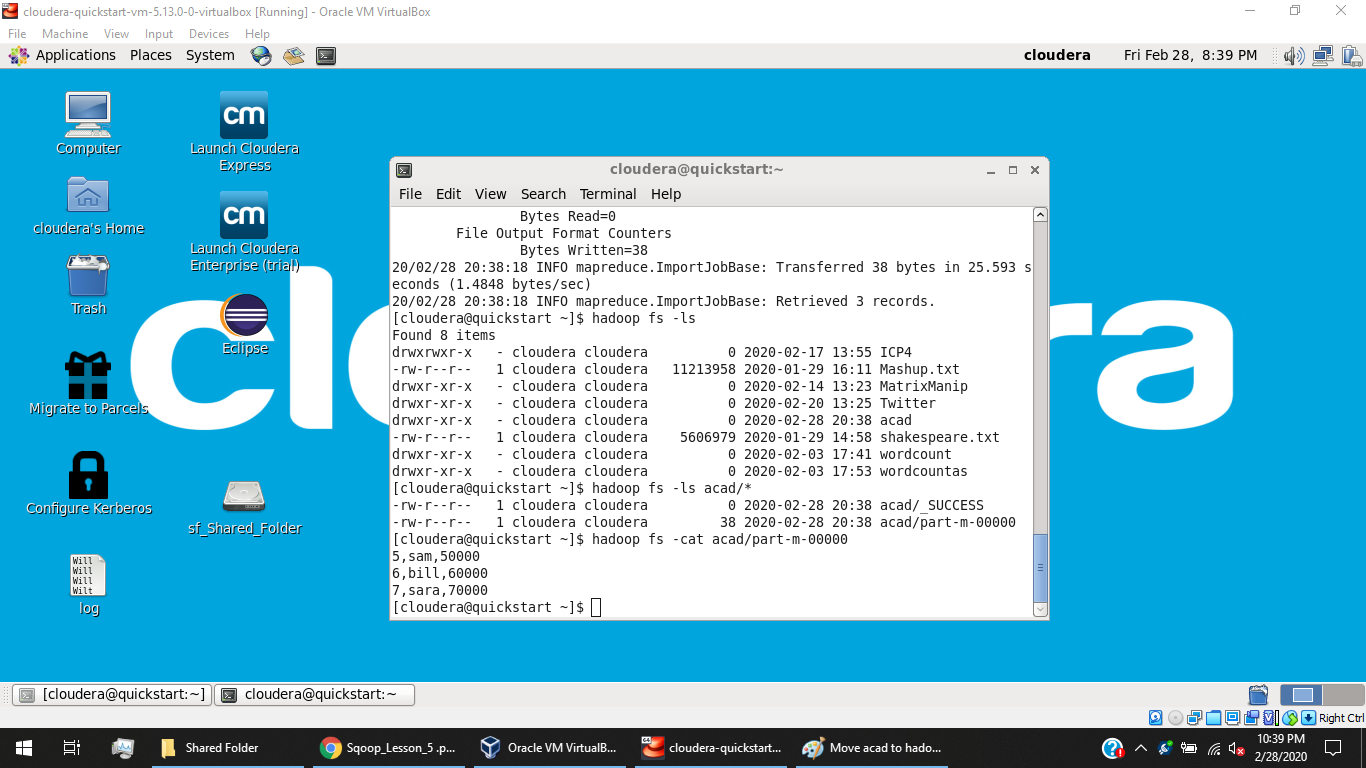 cloudera-quickstart-vm-5.13.0-0-virtualbox [Running] - Oracle VM VirtualBox
File Machine View Input Devices Help
Applications Places System cloudera Fri Feb 28, 8:39 PM
Computer
cm
Launch Cloudera
Express
cloudera's Home
cm
Launch Cloudera
Enterprise (trial)
Trash
Eclipse
Migrate to Parcels
Configure Kerberos
sf_Shared_Folder
Will
Will
Wilt
Wilt
log
cloudera@quickstart:~
File Edit View Search Terminal Help
Bytes Read=0
File Output Format Counters
Bytes Written=38
20/02/28 20:38:18 INFO mapreduce.ImportJobBase: Transferred 38 bytes in 25.593 s
econds (1.4848 bytes/sec)
20/02/28 20:38:18 INFO mapreduce.ImportJobBase: Retrieved 3 records.
[cloudera@quickstart ~]$ hadoop fs -ls
Found 8 items
drwxrwxr-x - cloudera cloudera 0 2020-02-17 13:55 ICP4
-rw-r--r-- 1 cloudera cloudera 11213958 2020-01-29 16:11 Mashup.txt
drwxr-xr-x - cloudera cloudera 0 2020-02-14 13:23 MatrixManip
drwxr-xr-x - cloudera cloudera 0 2020-02-20 13:25 Twitter
drwxr-xr-x - cloudera cloudera 0 2020-02-28 20:38 acad
-rw-r--r-- 1 cloudera cloudera 5606979 2020-01-29 14:58 shakespeare.txt
drwxr-xr-x - cloudera cloudera 0 2020-02-03 17:41 wordcount
drwxr-xr-x - cloudera cloudera 0 2020-02-03 17:53 wordcountas
[cloudera@quickstart ~]$ hadoop fs -ls acad/*
-rw-r--r-- 1 cloudera cloudera 0 2020-02-28 20:38 acad/_SUCCESS
-rw-r--r-- 1 cloudera cloudera 38 2020-02-28 20:38 acad/part-m-00000
[cloudera@quickstart ~]$ hadoop fs -cat acad/part-m-00000
5,sam,50000
6,bill,60000
7,sara,70000
[cloudera@quickstart ~]$
[cloudera@quickstart:~] cloudera@quickstart:~
Right Ctrl
Shared Folder Sqoop_Lesson_5 .p... Oracle VM VirtualB... cloudera-quickstart... Move acad to hado...
10:39 PM
2/28/2020